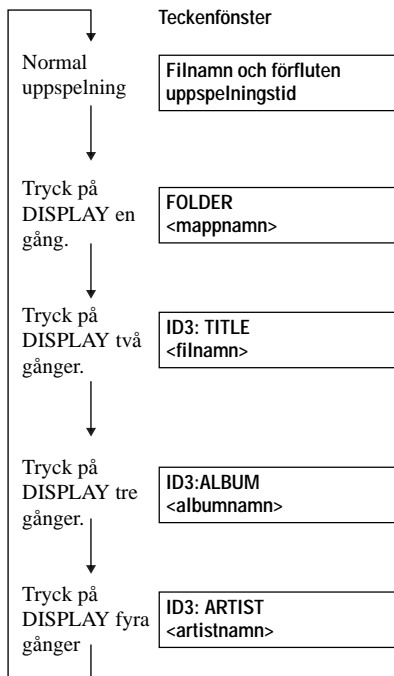 Teckenfönster
Normal
uppspelning
Filnamn och förfluten
uppspelningstid
Tryck på
DISPLAY en
gång.
FOLDER
<mappnamn>
Tryck på
DISPLAY två
gånger.
ID3: TITLE
<filnamn>
Tryck på
DISPLAY tre
gånger.
ID3:ALBUM
<albumnamn>
Tryck på
DISPLAY fyra
gånger
ID3: ARTIST
<artistnamn>